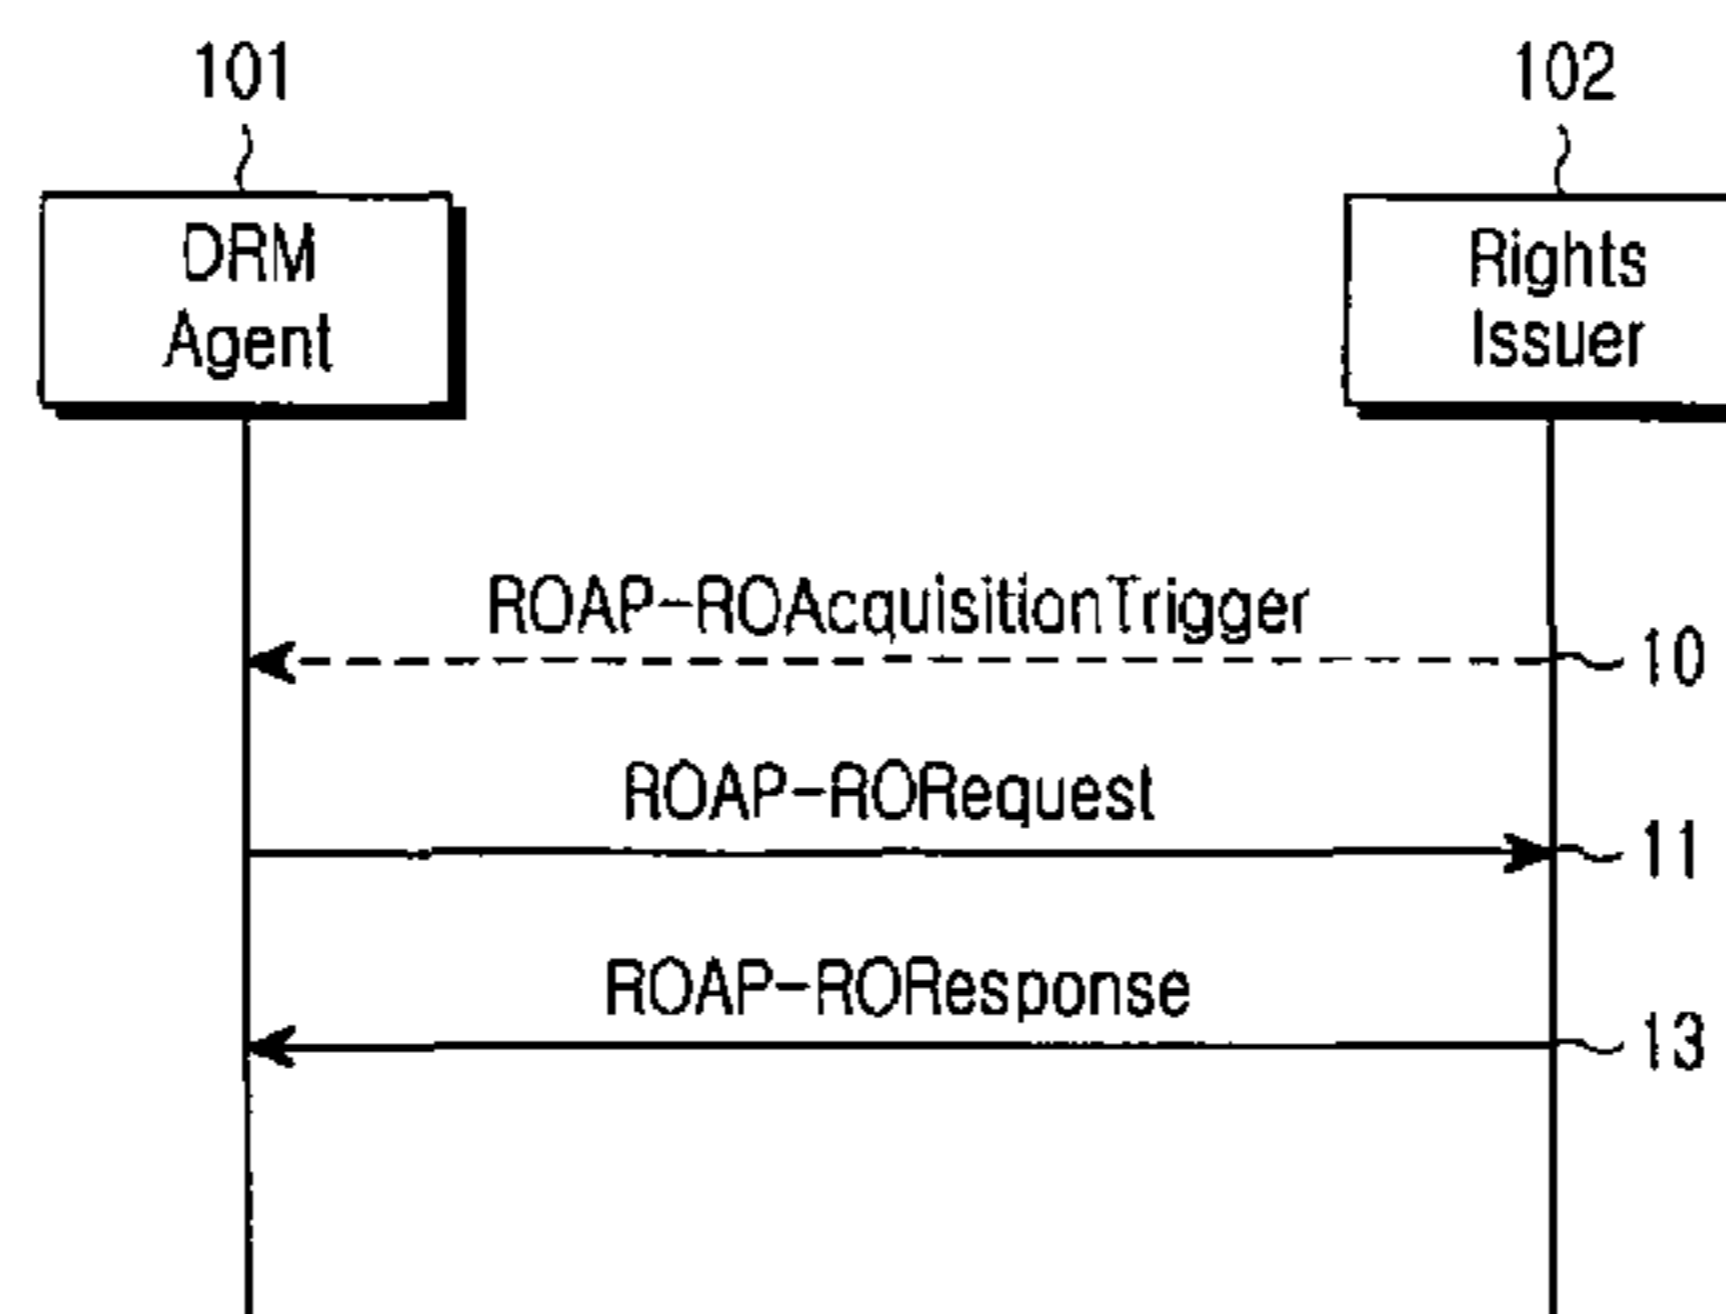 101
102
DRM
Agent
Rights
Issuer
ROAP-ROAcquisitionTrigger
10
ROAP-RORequest
11
ROAP-ROResponse
13